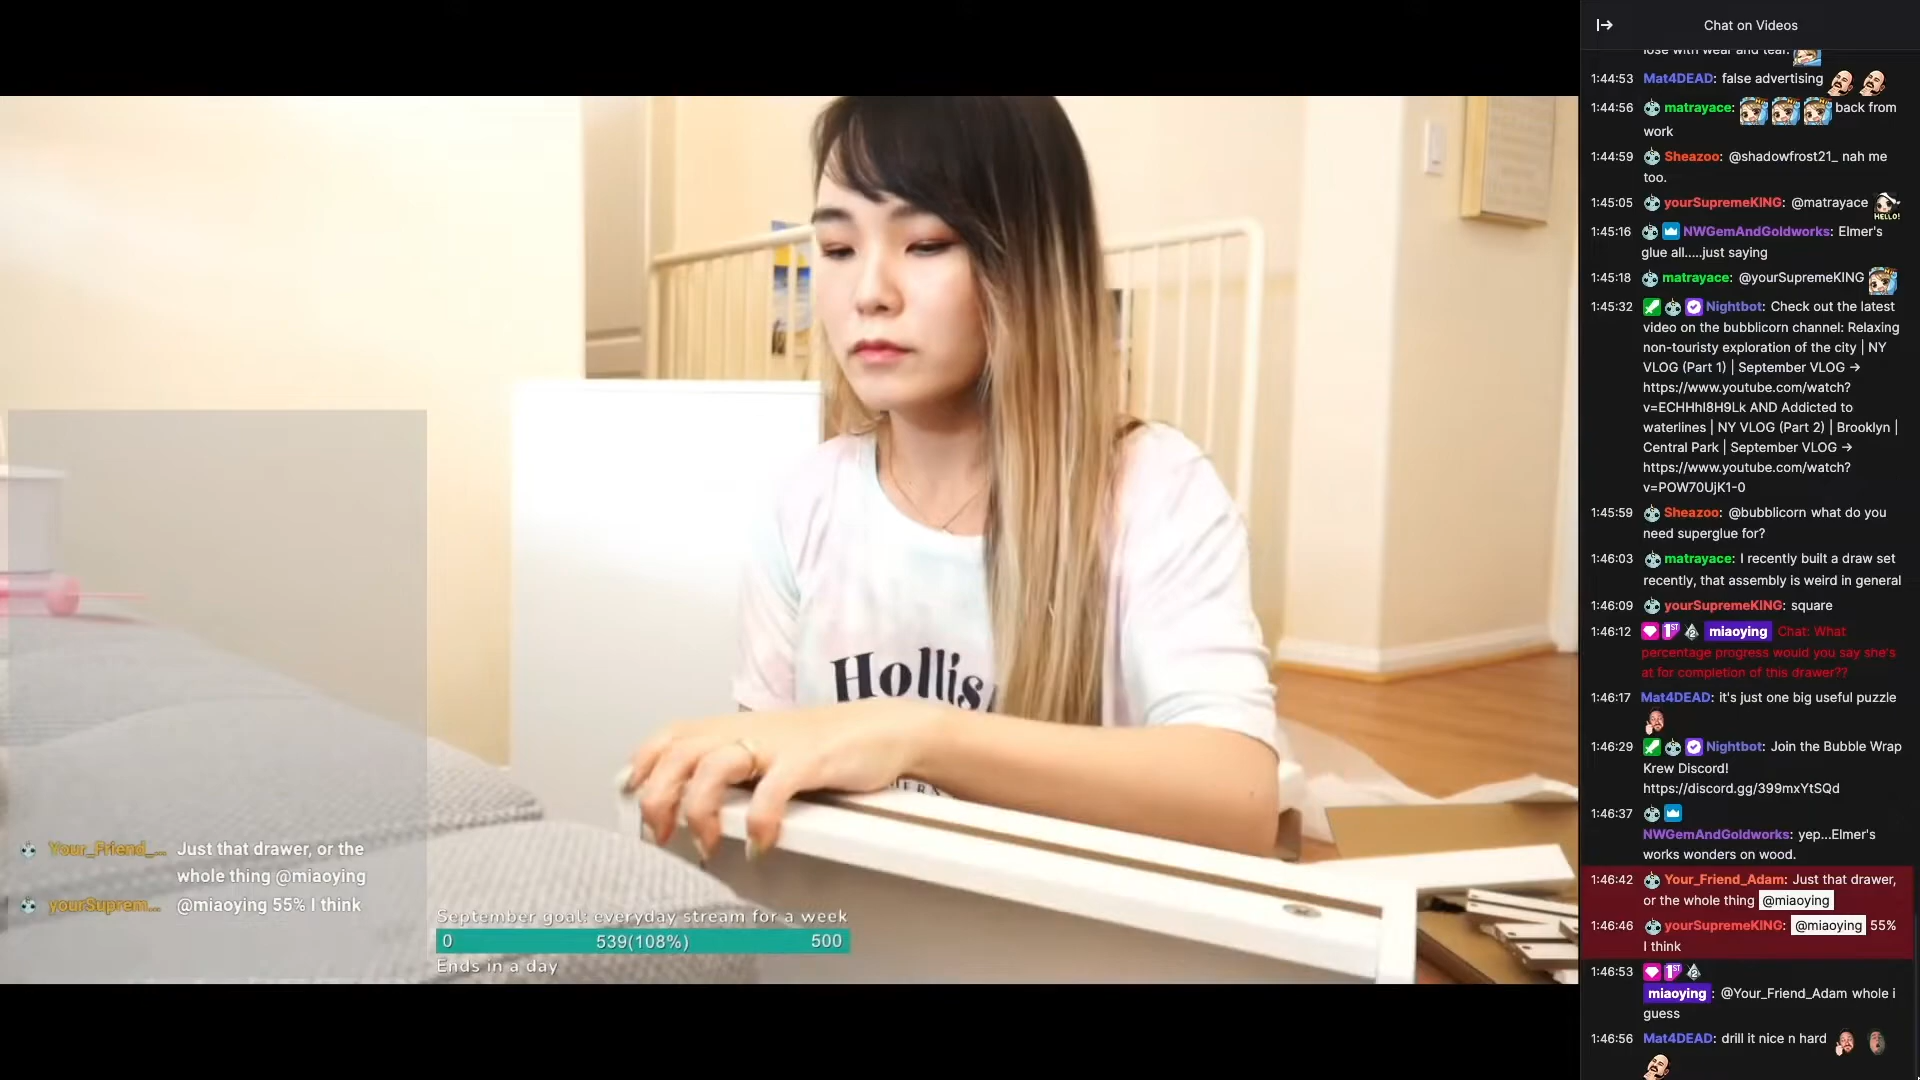 Chat on Videos
lose with wear and tear.
1:44:53 Mat4DEAD: false advertising
1:44:56 matrayace: back from
work
1:44:59 Sheazoo: @shadowfrost21_ nah me
too.
1:45:05 yourSupremeKING: @matrayace
HELLO!
1:45:16 NWGemAndGoldworks: Elmer's
glue all.....just saying
1:45:18 matrayace: @yourSupremeKING
1:45:32 Nightbot: Check out the latest
video on the bubblicorn channel: Relaxing
non-touristy exploration of the city | NY
VLOG (Part 1) | September VLOG →
https://www.youtube.com/watch?
v=ECHHhI8H9Lk AND Addicted to
waterlines | NY VLOG (Part 2) | Brooklyn |
Central Park | September VLOG →
https://www.youtube.com/watch?
v=POW70UjK1-0
1:45:59 Sheazoo: @bubblicorn what do you
need superglue for?
1:46:03 matrayace: I recently built a draw set
recently, that assembly is weird in general
1:46:09 yourSupremeKING: square
1:46:12 1ST 2 miaoying Chat: What
percentage progress would you say she's
at for completion of this drawer??
1:46:17 Mat4DEAD: it's just one big useful puzzle
1:46:29 Nightbot: Join the Bubble Wrap
Krew Discord!
https://discord.gg/399mxYtSQd
1:46:37
NWGemAndGoldworks: yep...Elmer's
works wonders on wood.
1:46:42 Your_Friend_Adam: Just that drawer,
or the whole thing @miaoying
1:46:46 yourSupremeKING: @miaoying 55%
I think
1:46:53 1ST 2
miaoying : @Your_Friend_Adam whole i
guess
1:46:56 Mat4DEAD: drill it nice n hard
Hollis
Your_Friend_... Just that drawer, or the
whole thing @miaoying
yourSuprem... @miaoying 55% I think
September goal: everyday stream for a week
0 539(108%) 500
Ends in a day